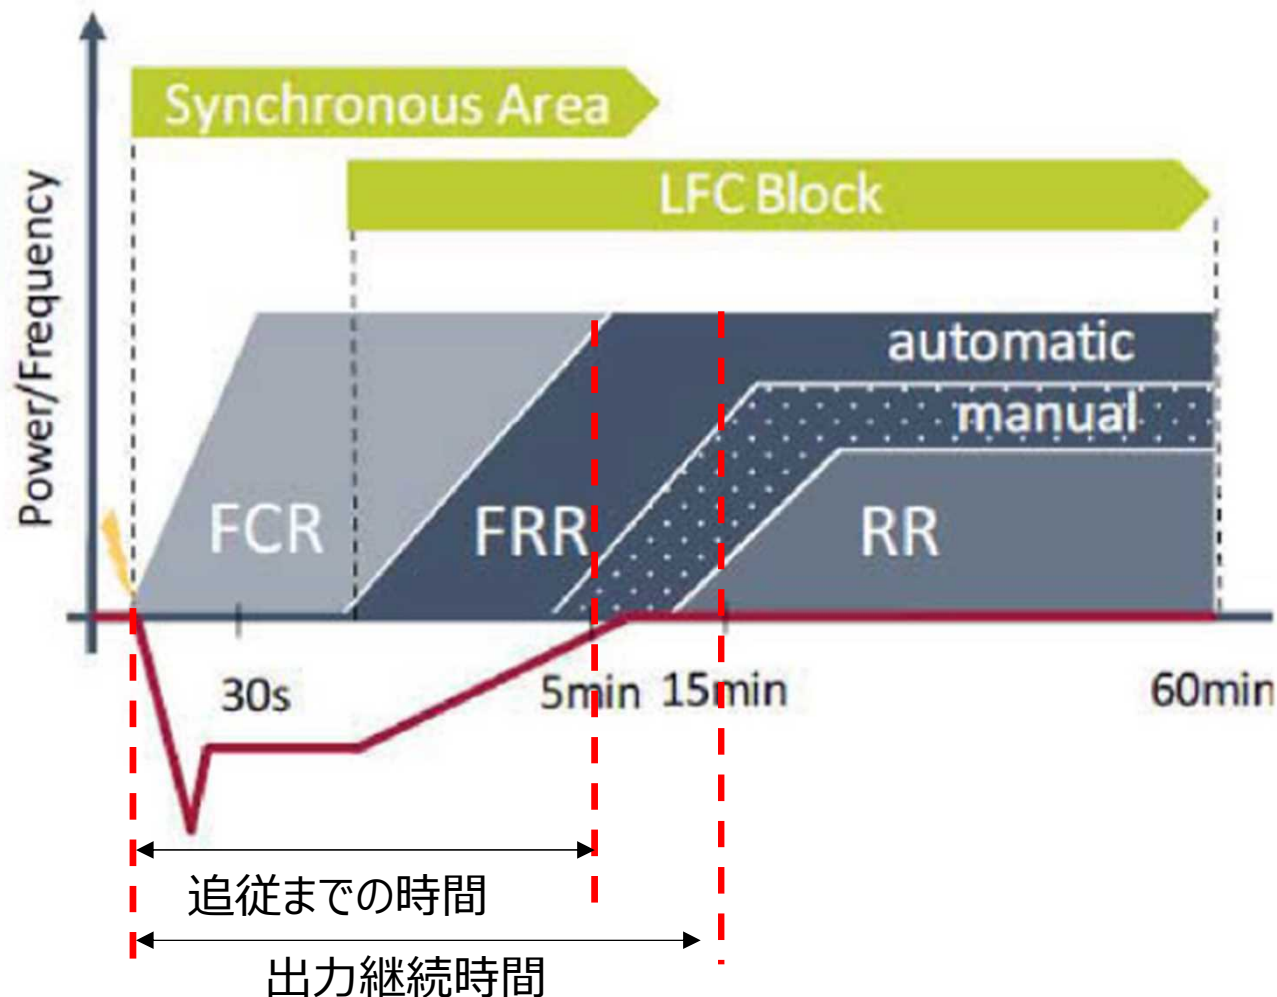 Synchronous Area
LFC Block
Power/Frequency
automatic
manual
FCR
FRR
RR
30s
5min
15min
60min
追従までの時間
出力継続時間